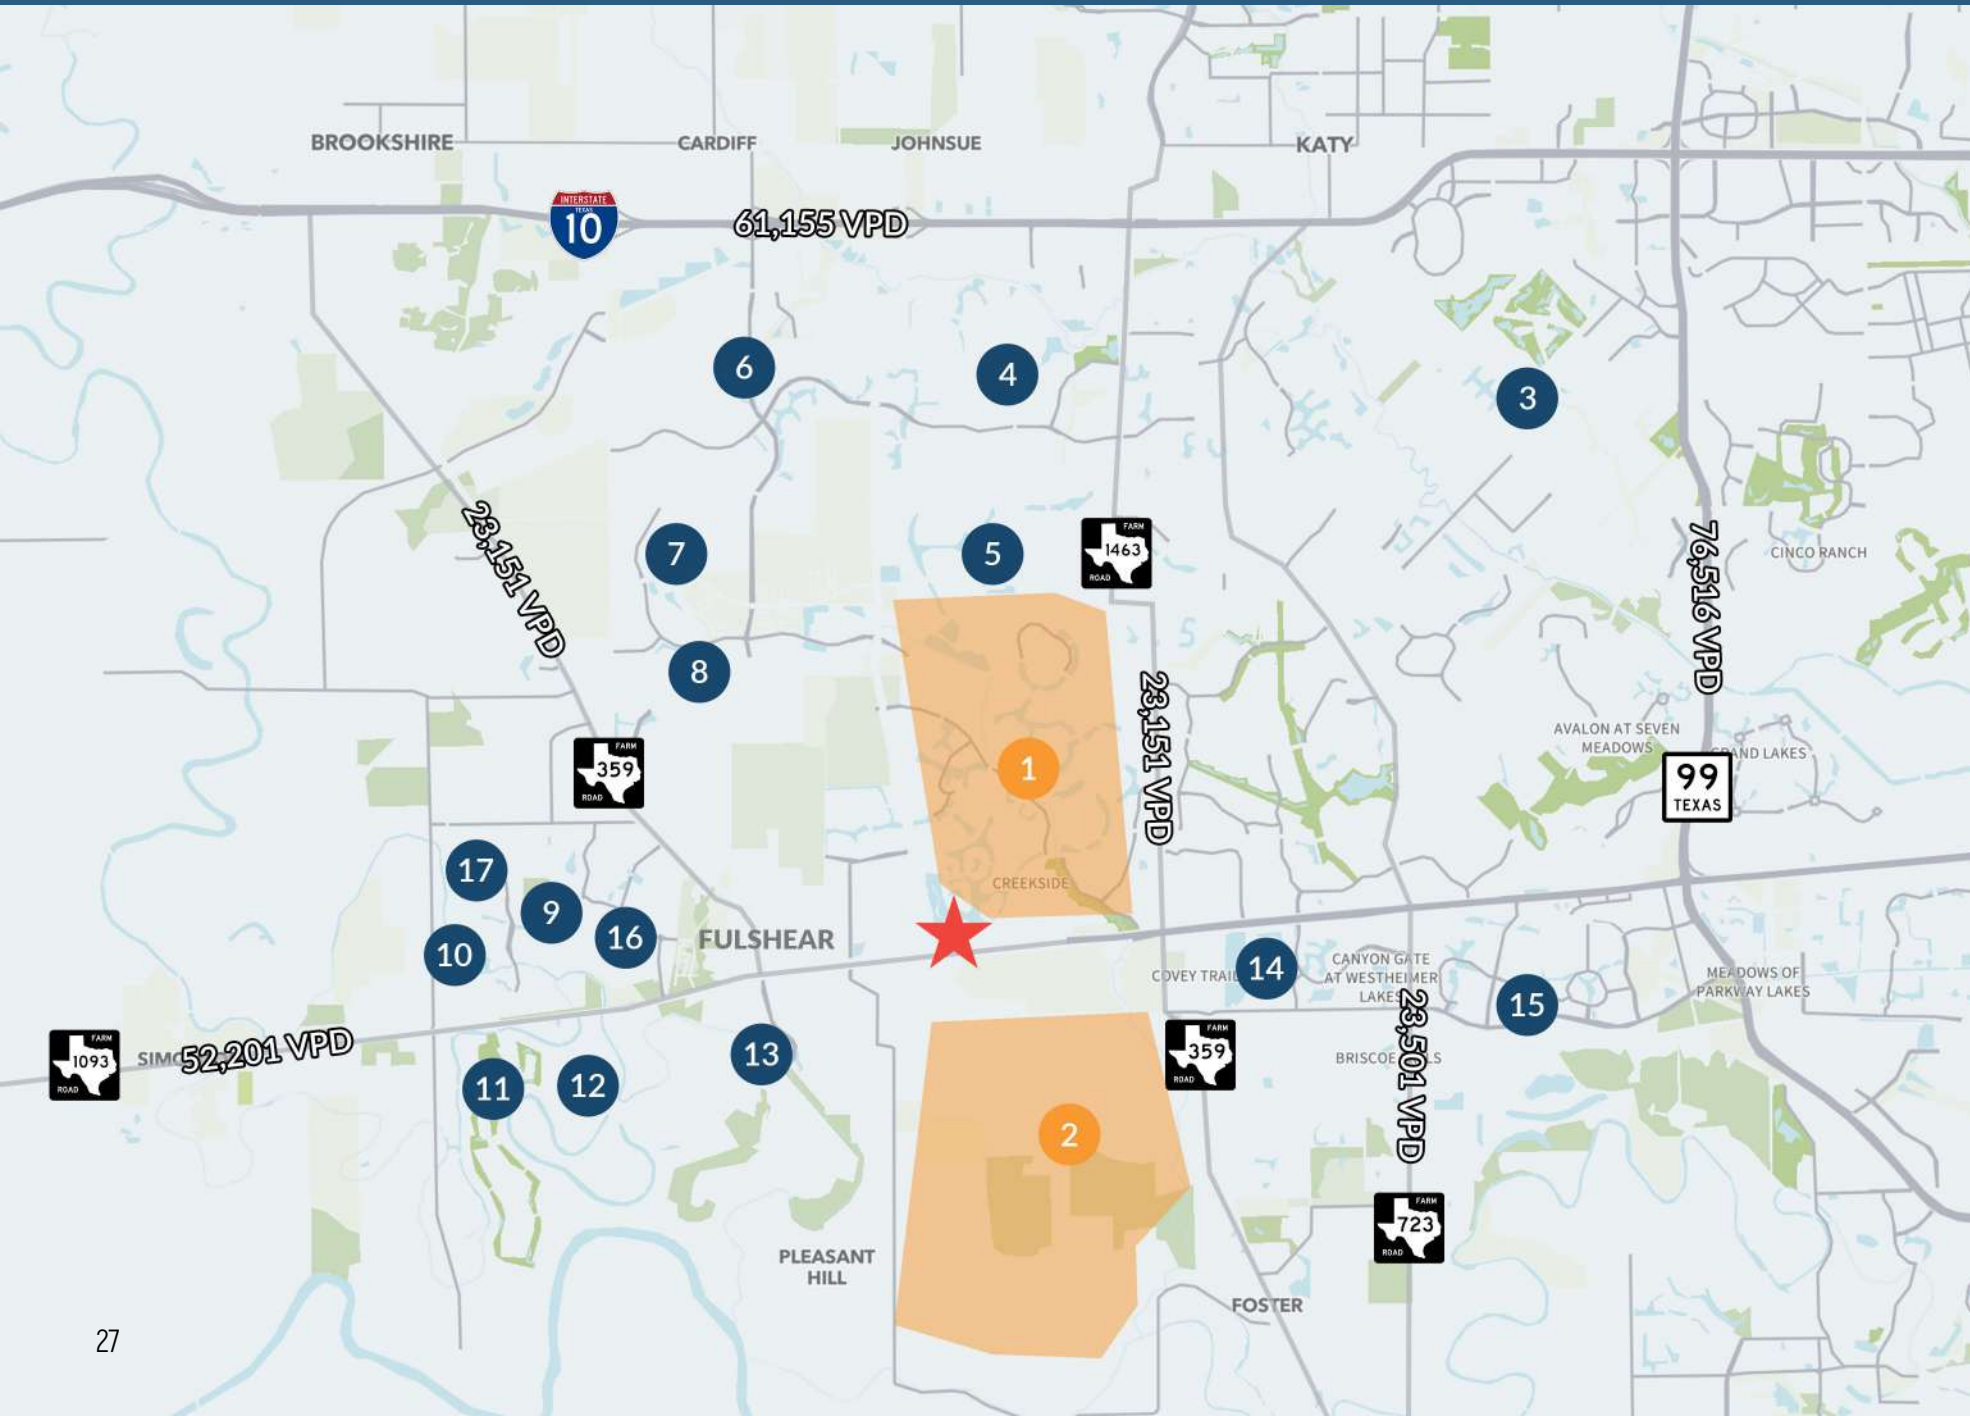 BROOKSHIRE
CARDIFF
JOHNSUE
KATY
INTERSTATE
TEXAS
10
61,155 VPD
6
4
3
23,151 VPD
7
5
FARM
1463
ROAD
76,516 VPD
CINCO RANCH
8
23,151 VPD
FARM
359
ROAD
1
AVALON AT SEVEN
MEADOWS
GRAND LAKES
99
TEXAS
17
9
16
10
CREEKSIDE
FULSHEAR
COVEY TRAIL
14
CANYON GATE
AT WESTHEIMER
LAKES
15
MEADOWS OF
PARKWAY LAKES
FARM
1093
ROAD
52,201 VPD
13
11
12
FARM
359
ROAD
23,501 VPD
2
FARM
723
ROAD
PLEASANT
HILL
FOSTER
27